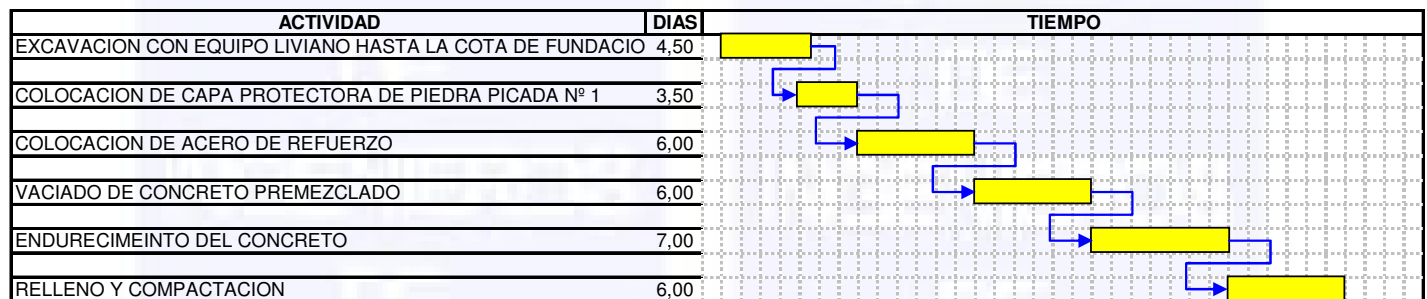 ACTIVIDAD DIAS TIEMPO
EXCAVACION CON EQUIPO LIVIANO HASTA LA COTA DE FUNDACIO 4,50
COLOCACION DE CAPA PROTECTORA DE PIEDRA PICADA Nº 1 3,50
COLOCACION DE ACERO DE REFUERZO 6,00
VACIADO DE CONCRETO PREMEZCLADO 6,00
ENDURECIMEINTO DEL CONCRETO 7,00
RELLENO Y COMPACTACION 6,00